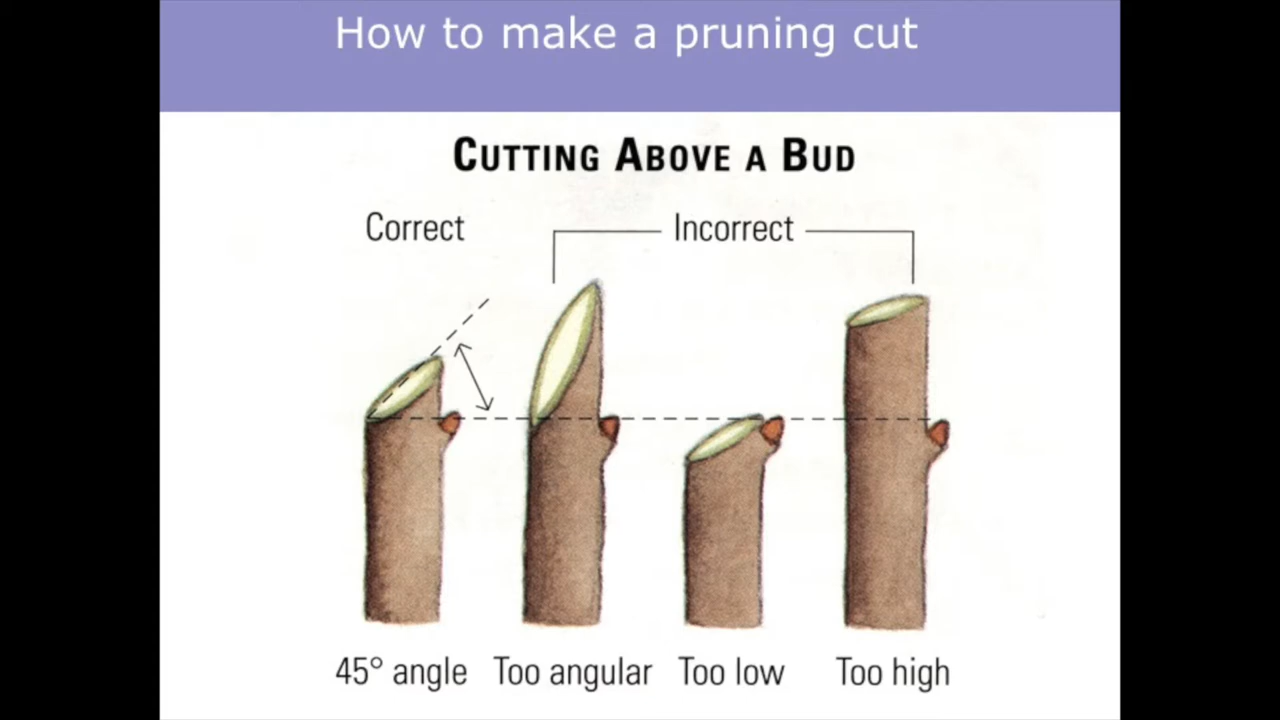 How to make a pruning cut
CUTTING ABOVE A BUD
Correct
Incorrect
45° angle
Too angular
Too low
Too high